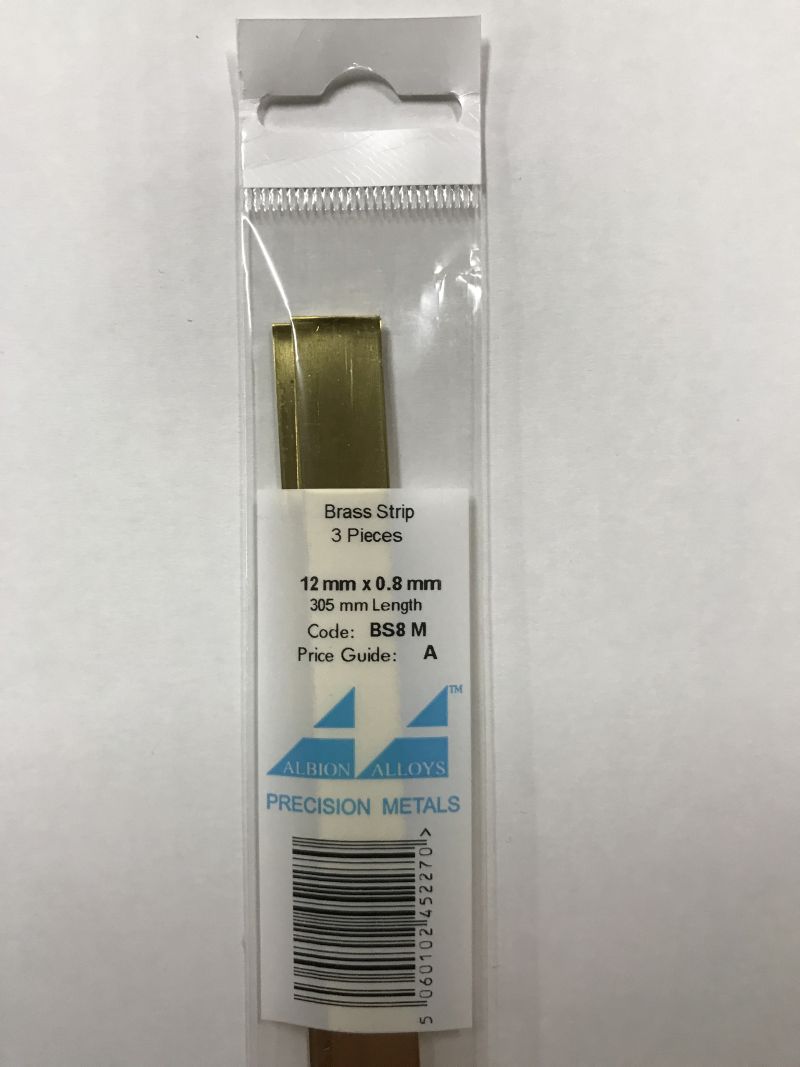 Brass Strip
3 Pieces
12 mm x 0.8 mm
305 mm Length
Code: BS8 M
Price Guide: A
TM
ALBION ALLOYS
PRECISION METALS
5 060102 452270 >